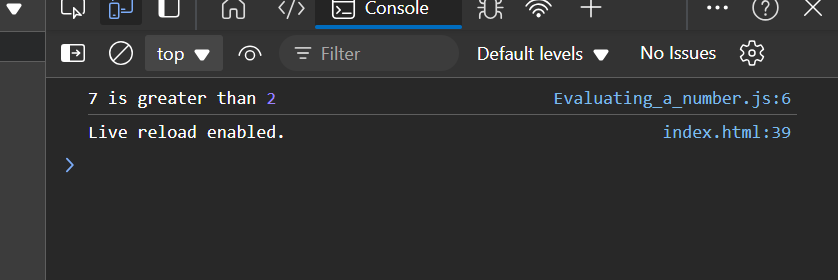 Console
top Filter Default levels No Issues
7 is greater than 2 Evaluating_a_number.js:6
Live reload enabled. index.html:39